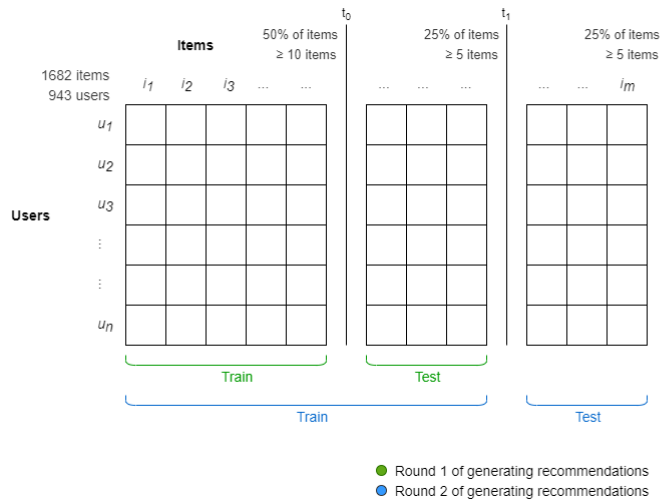 t0
t1
Items
50% of items
≥ 10 items
25% of items
≥ 5 items
25% of items
≥ 5 items
1682 items
943 users
i1 i2 i3 ... ...
... ... ...
... ... im
Users
u1
u2
u3
⋮
⋮
un
Train
Test
Train
Test
Round 1 of generating recommendations
Round 2 of generating recommendations